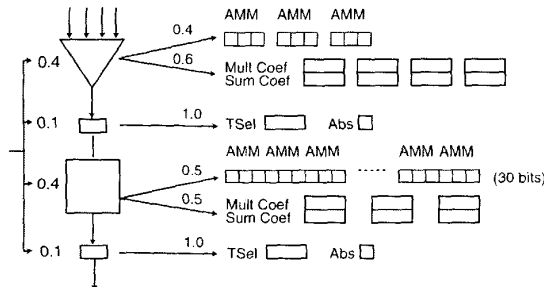 AMM AMM AMM
0.4
0.4
0.6
Mult Coef
Sum Coef
0.1
1.0
TSel
Abs
AMM AMM AMM
AMM AMM
0.5
(30 bits)
0.4
0.5
Mult Coef
Sum Coef
0.1
1.0
TSel
Abs